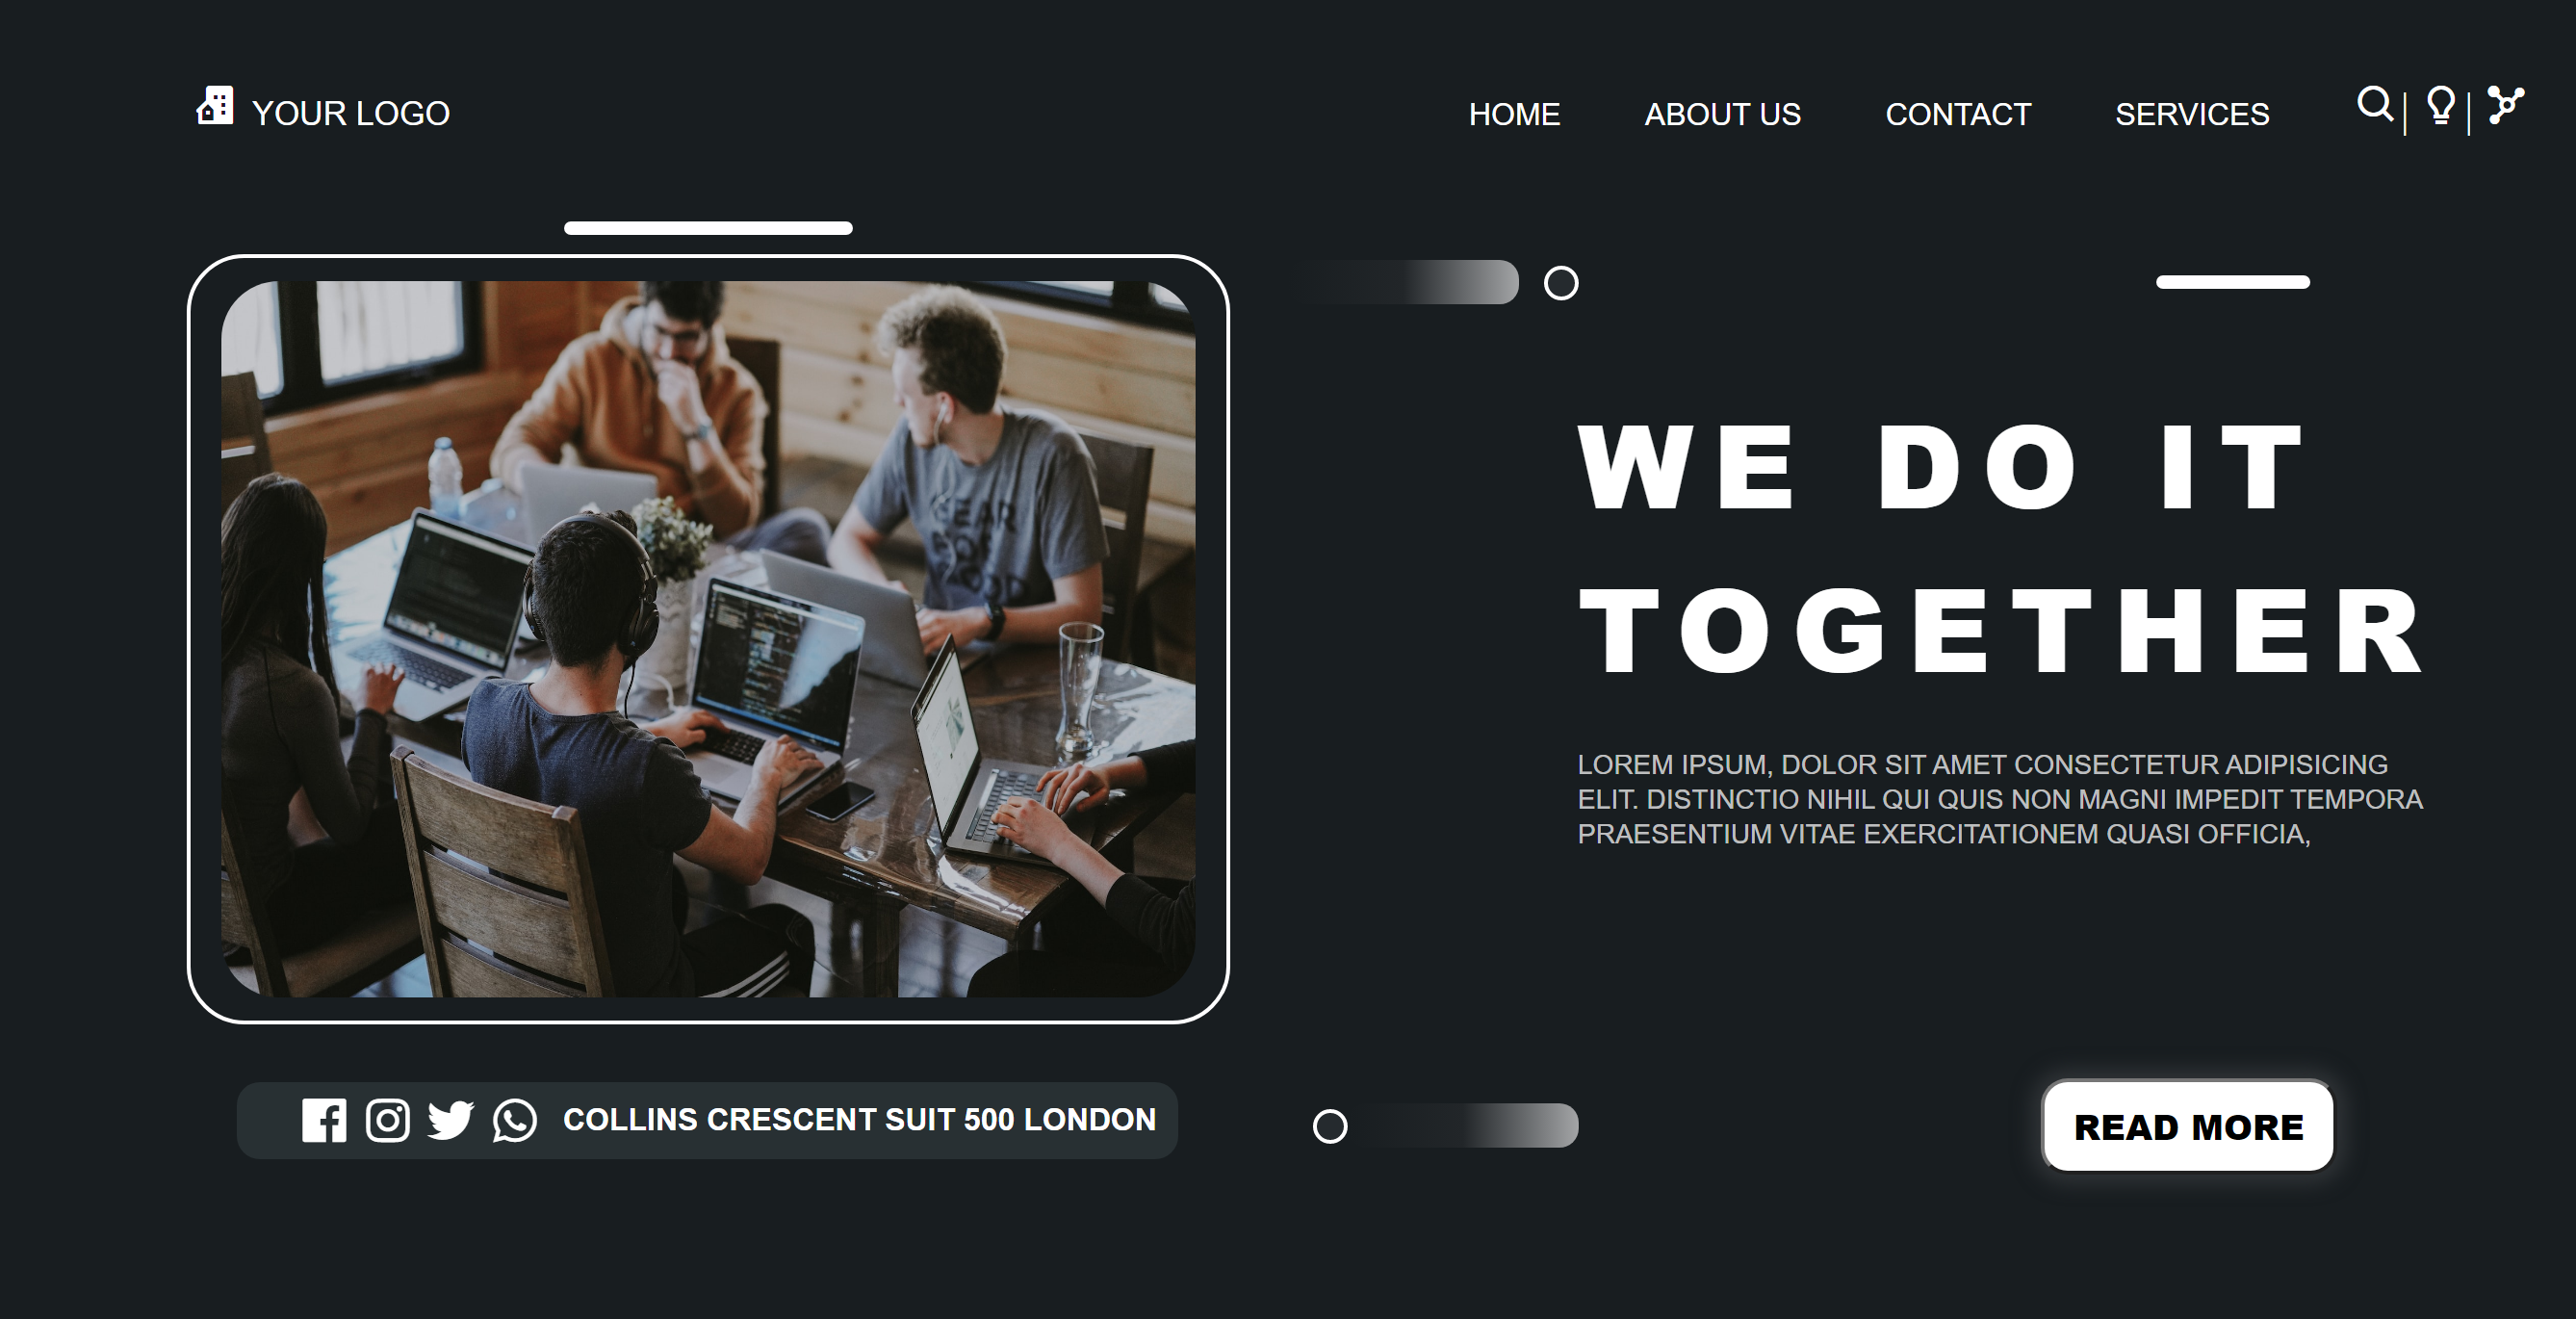 YOUR LOGO
HOME ABOUT US CONTACT SERVICES
WE DO IT
TOGETHER
LOREM IPSUM, DOLOR SIT AMET CONSECTETUR ADIPISICING
ELIT. DISTINCTIO NIHIL QUI QUIS NON MAGNI IMPEDIT TEMPORA
PRAESENTIUM VITAE EXERCITATIONEM QUASI OFFICIA,
COLLINS CRESCENT SUIT 500 LONDON
READ MORE